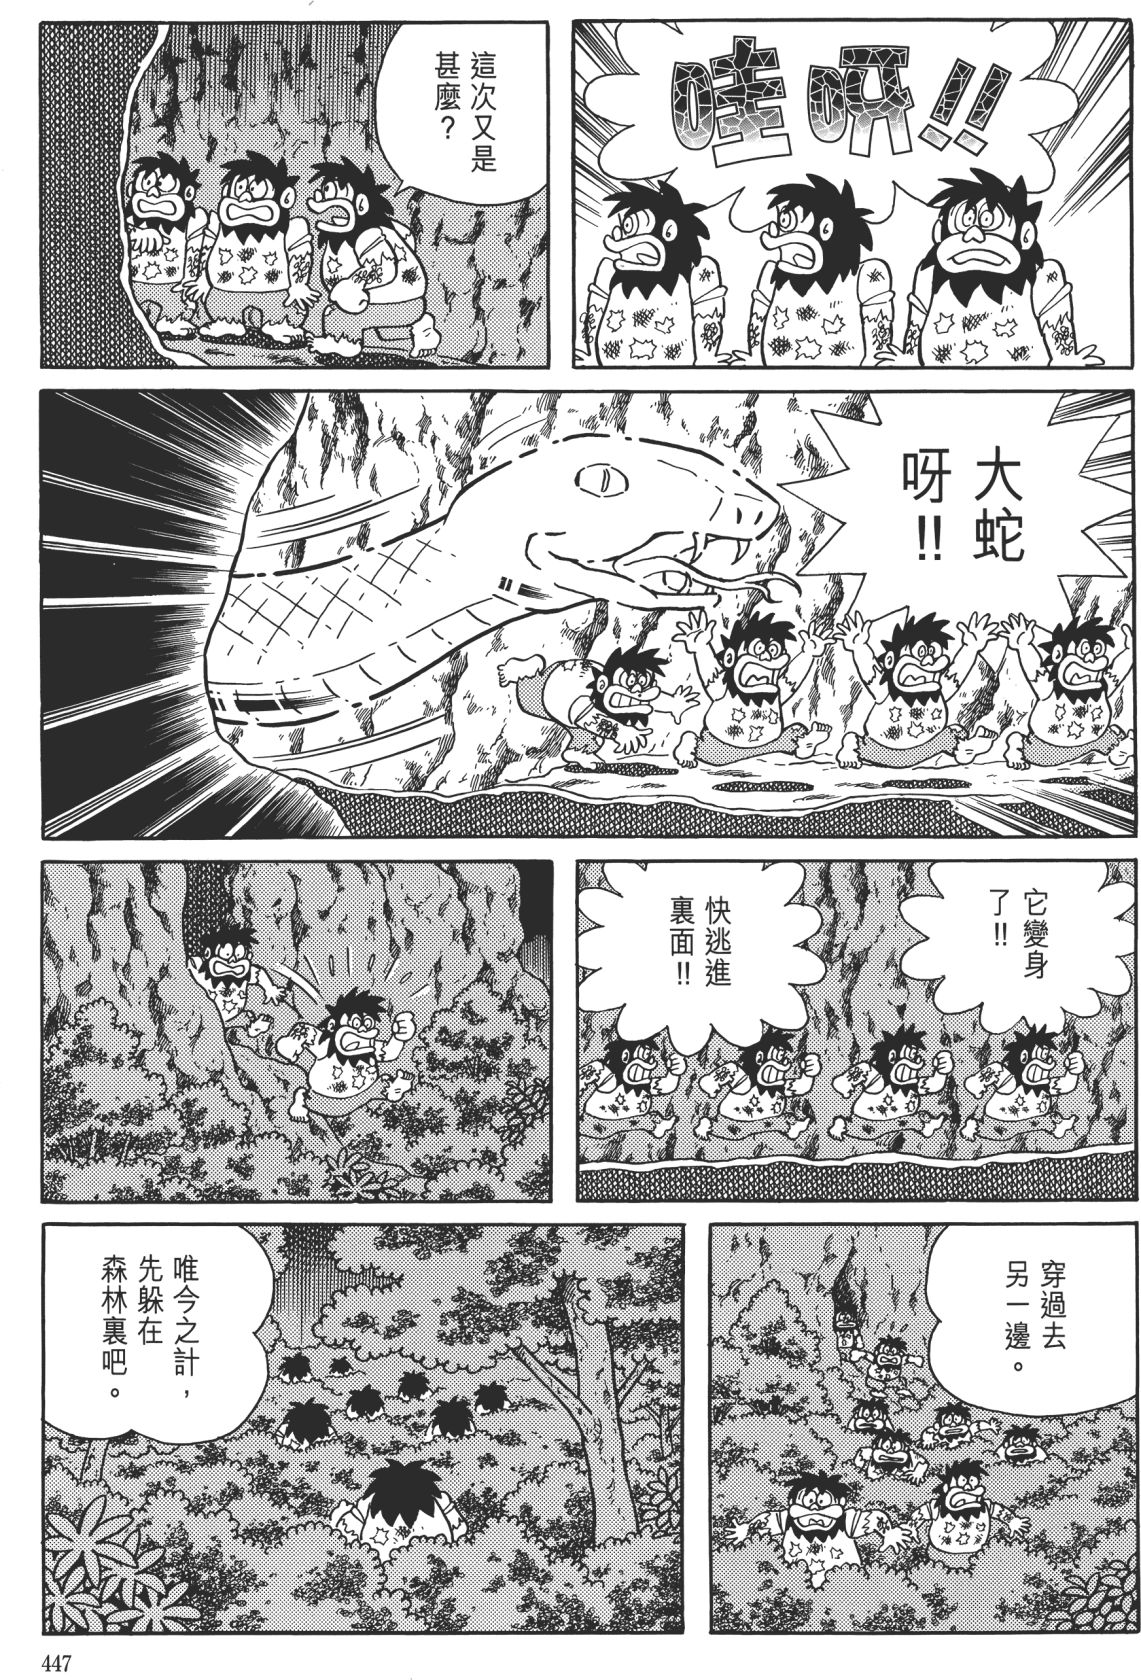 哇呀!!
這次又是
甚麼?
大蛇
呀!!
它變身
了!!
快逃進
裏面!!
穿過去
另一邊。
唯今之計,
先躲在
森林裏吧。
447